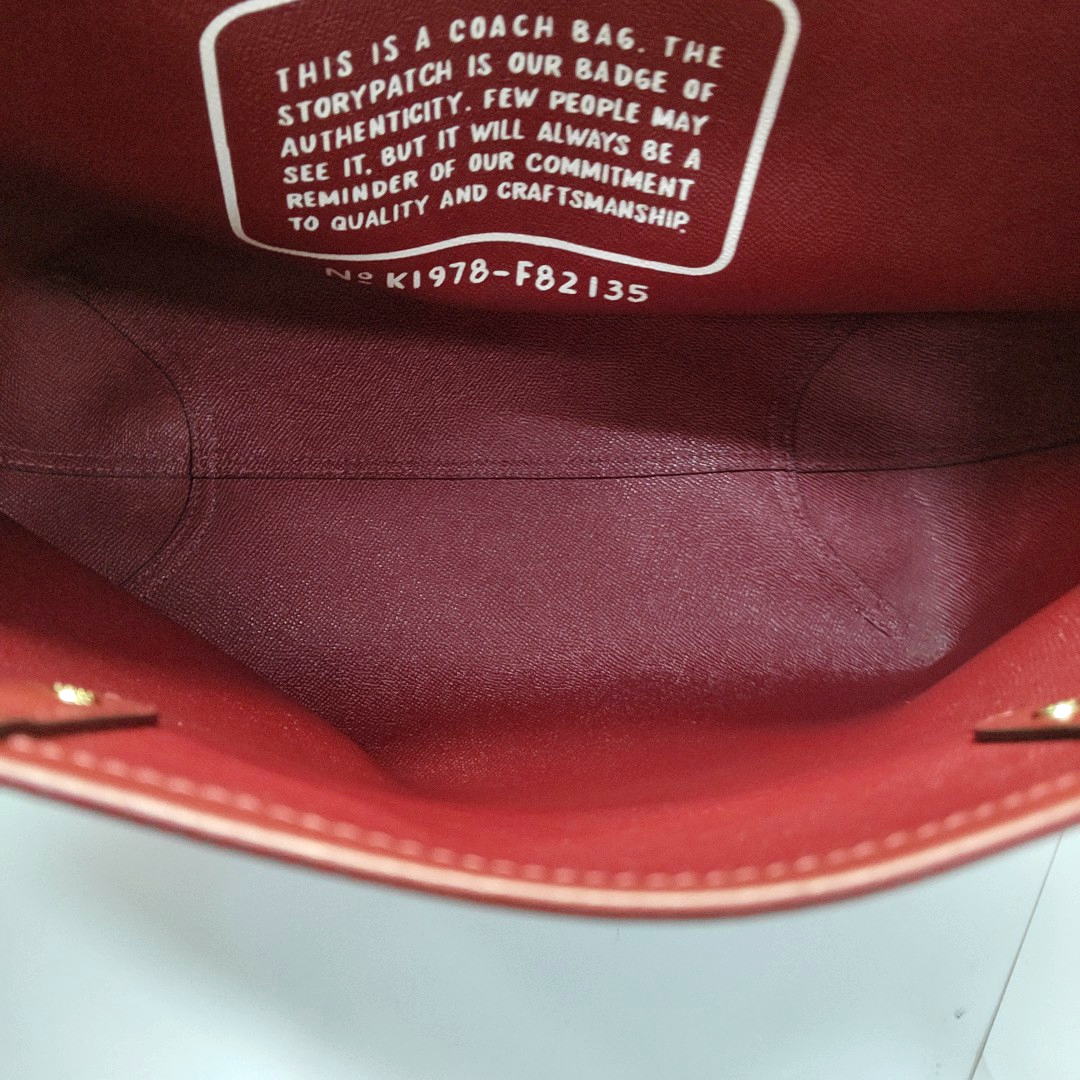 THIS IS A COACH BAG. THE
STORYPATCH IS OUR BADGE OF
AUTHENTICITY. FEW PEOPLE MAY
SEE IT, BUT IT WILL ALWAYS BE A
REMINDER OF OUR COMMITMENT
TO QUALITY AND CRAFTSMANSHIP.
Nº K1978-F82135